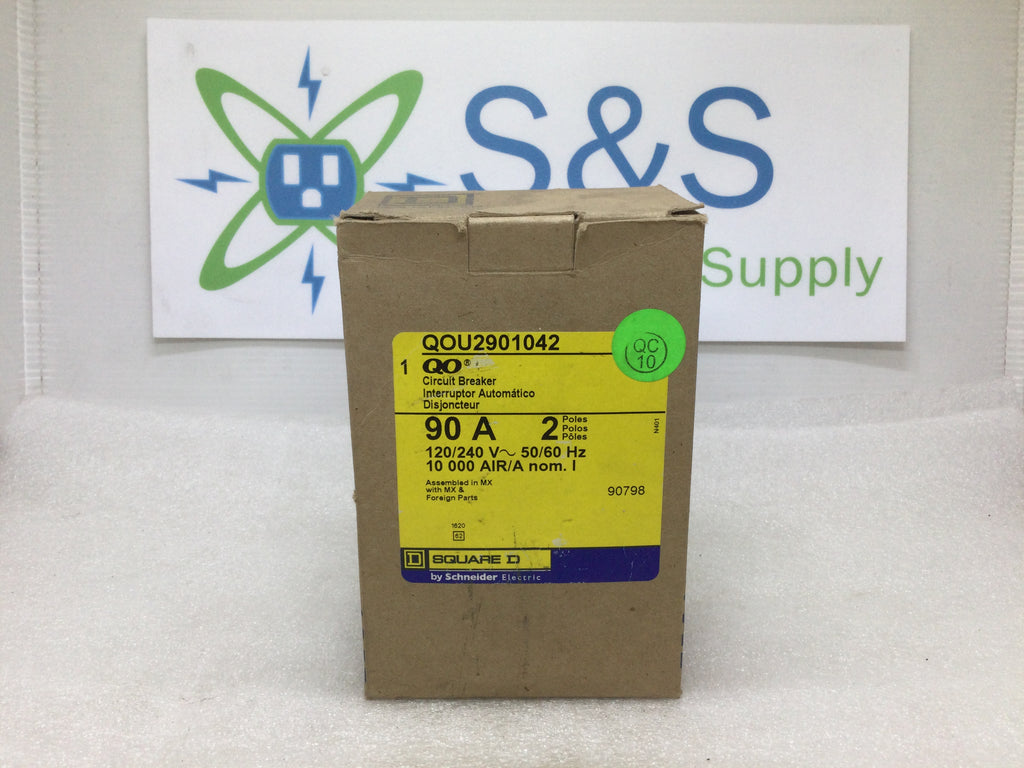 S&S
Supply
QOU2901042
QC
10
1 QO®
Circuit Breaker
Interruptor Automático
Disjoncteur
90 A 2 Poles
Polos
Pôles
N401
120/240 V~ 50/60 Hz
10 000 AIR/A nom. I
Assembled in MX
with MX &
Foreign Parts
90798
1620
62
D SQUARE D
by Schneider Electric